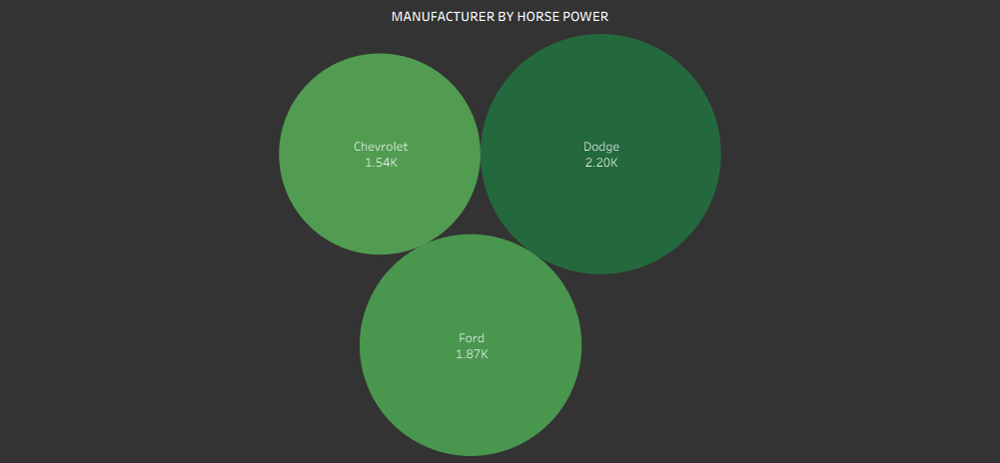 MANUFACTURER BY HORSE POWER
Chevrolet
1.54K
Dodge
2.20K
Ford
1.87K